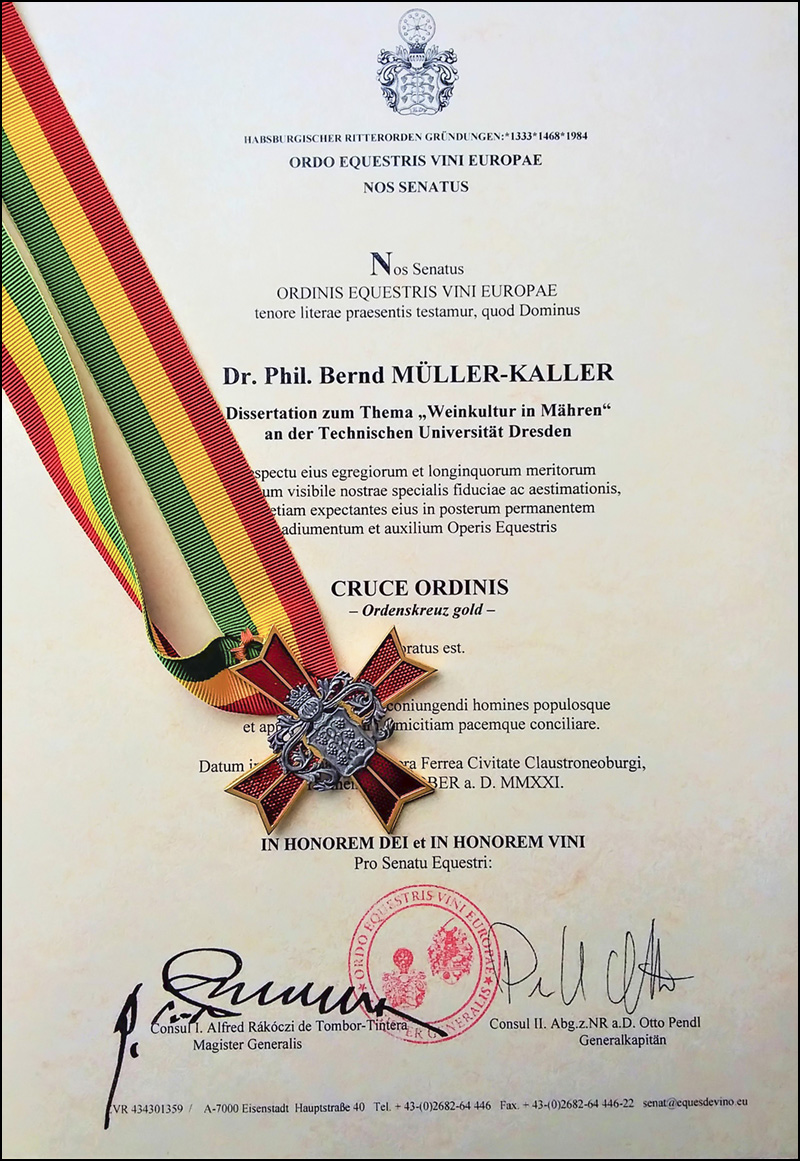 HABSBURGISCHER RITTERORDEN GRÜNDUNGEN:*1333*1468*1984
ORDO EQUESTRIS VINI EUROPAE
NOS SENATUS
Nos Senatus
ORDINIS EQUESTRIS VINI EUROPAE
tenore literae praesentis testamur, quod Dominus
Dr. Phil. Bernd MÜLLER-KALLER
Dissertation zum Thema „Weinkultur in Mähren“
an der Technischen Universität Dresden
eius egregiorum et longinquorum meritorum
visibile nostrae specialis fiduciae ac aestimationis,
etiam expectantes eius in posterum permanentem
adiumentum et auxilium Operis Equestris
CRUCE ORDINIS
– Ordenskreuz gold –
est.
coniungendi homines populosque
et amicitiam pacemque conciliare.
Datum Ferrea Civitate Claustroneoburgi,
a. D. MMXXI.
IN HONOREM DEI et IN HONOREM VINI
Pro Senatu Equestri:
ORDO EQUESTRIS VINI EUROPAE
GENERALIS
Consul I. Alfred Rákóczi de Tombor-Tintera
Magister Generalis
Consul II. Abg.z.NR a.D. Otto Pendl
Generalkapitän
ZVR 434301359 / A-7000 Eisenstadt Hauptstraße 40 Tel. + 43-(0)2682-64 446 Fax. + 43-(0)2682-64 446-22 senat@equesdevino.eu